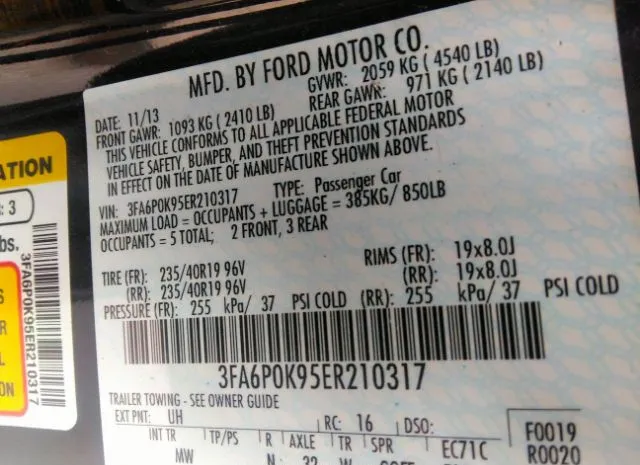 MFD. BY FORD MOTOR CO.
DATE: 11/13
GVWR: 2059 KG ( 4540 LB)
FRONT GAWR: 1093 KG ( 2410 LB)
REAR GAWR: 971 KG ( 2140 LB)
THIS VEHICLE CONFORMS TO ALL APPLICABLE FEDERAL MOTOR
VEHICLE SAFETY, BUMPER, AND THEFT PREVENTION STANDARDS
IN EFFECT ON THE DATE OF MANUFACTURE SHOWN ABOVE.
VIN: 3FA6P0K95ER210317 TYPE: Passenger Car
MAXIMUM LOAD = OCCUPANTS + LUGGAGE = 385KG/ 850LB
OCCUPANTS = 5 TOTAL: 2 FRONT, 3 REAR
TIRE (FR): 235/40R19 96V RIMS (FR): 19x8.0J
(RR): 235/40R19 96V (RR): 19x8.0J
PRESSURE (FR): 255 kPa/ 37 PSI COLD (RR): 255 kPa/ 37 PSI COLD
3FA6P0K95ER210317
TRAILER TOWING - SEE OWNER GUIDE
EXT PNT: UH RC: 16 DSO: F0019
INT TR TP/PS R AXLE TR SPR EC71C R0020
MW N 32 W
ATION
: 3
bs.
S
ER
L
ON
3FA6P0K95ER210317